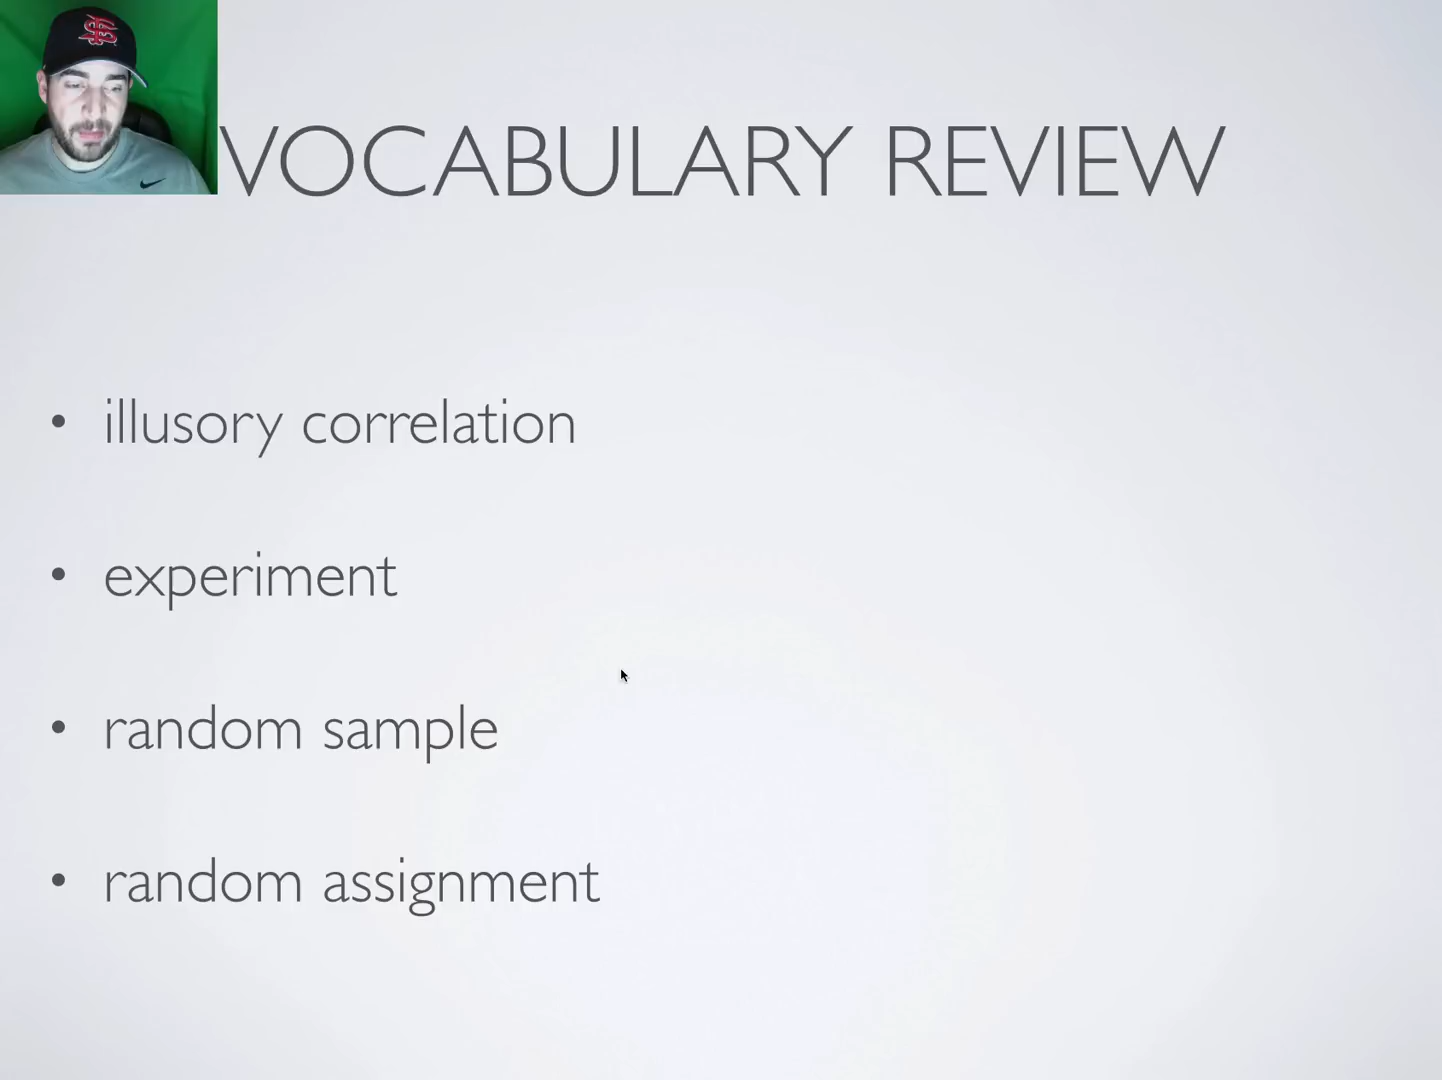 VOCABULARY REVIEW
• illusory correlation
• experiment
• random sample
• random assignment